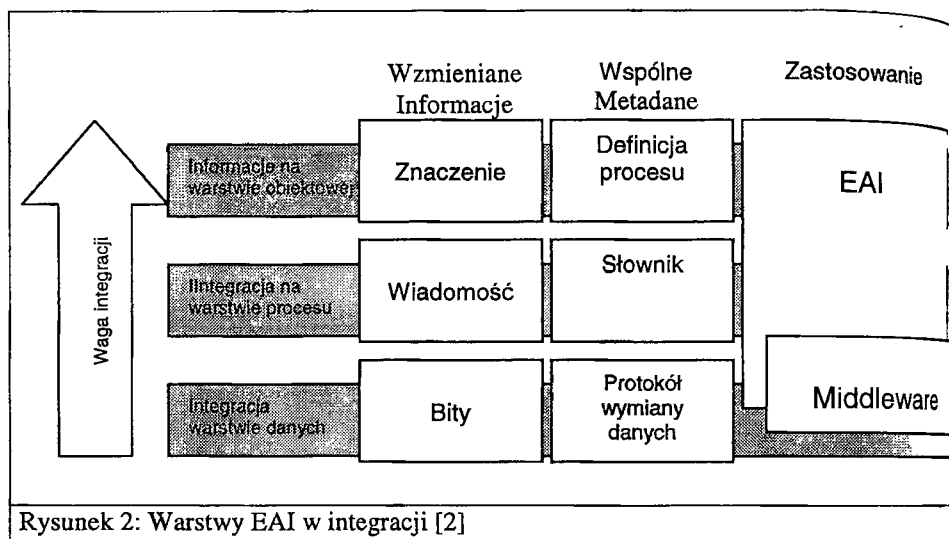 Wzmieniane
Informacje
Wspólne
Metadane
Zastosowanie
Informacje na
warstwie obiektowej
Znaczenie
Definicja
procesu
EAI
Waga integracji
IIntegracja na
warstwie procesu
Wiadomość
Słownik
Integracja
warstwie danych
Bity
Protokół
wymiany
danych
Middleware
Rysunek 2: Warstwy EAI w integracji [2]